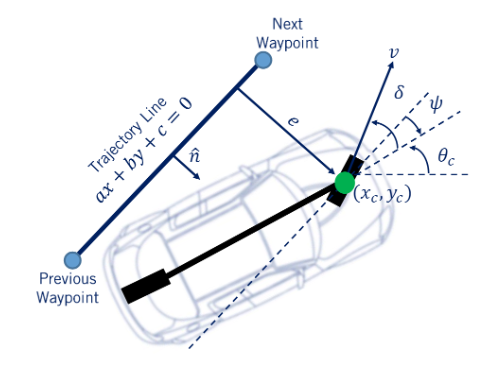 Next
Waypoint
v
δ
ψ
Trajectory Line
ax + by + c = 0
e
n̂
θ_c
(x_c, y_c)
Previous
Waypoint